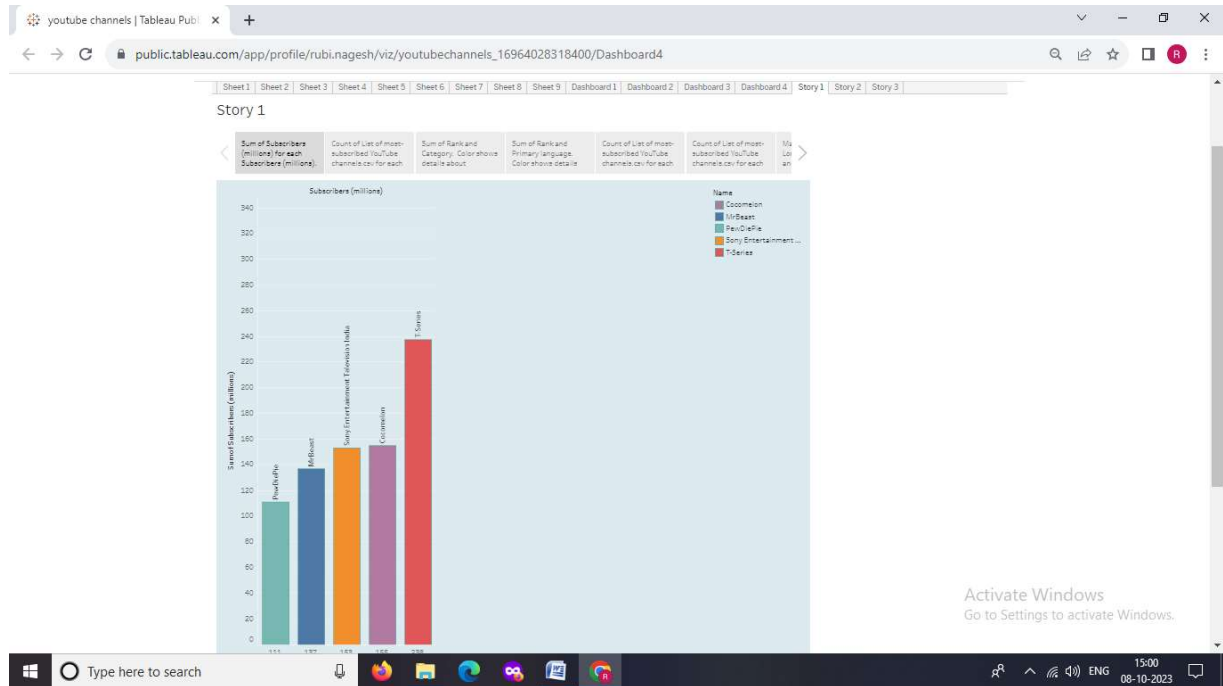 youtube channels | Tableau Publ
public.tableau.com/app/profile/rubi.nagesh/viz/youtubechannels_16964028318400/Dashboard4
R
Sheet 1 Sheet 2 Sheet 3 Sheet 4 Sheet 5 Sheet 6 Sheet 7 Sheet 8 Sheet 9 Dashboard 1 Dashboard 2 Dashboard 3 Dashboard 4 Story 1 Story 2 Story 3
Story 1
Sum of Subscribers
(millions) for each
Subscribers (millions).
Count of List of most-
subscribed YouTube
channels.csv for each
Sum of Rank and
Category. Color shows
details about
Sum of Rank and
Primary language.
Color shows details
Count of List of most-
subscribed YouTube
channels.csv for each
Count of List of most-
subscribed YouTube
channels.csv for each
Subscribers (millions)
Sum of Subscribers (millions)
340
320
300
280
260
240
220
200
180
160
140
120
100
80
60
40
20
0
PewDiePie
MrBeast
Sony Entertainment Television India
Cocomelon
T-Series
Name
Cocomelon
MrBeast
PewDiePie
Sony Entertainment ...
T-Series
Activate Windows
Go to Settings to activate Windows.
Type here to search
ENG
15:00
08-10-2023